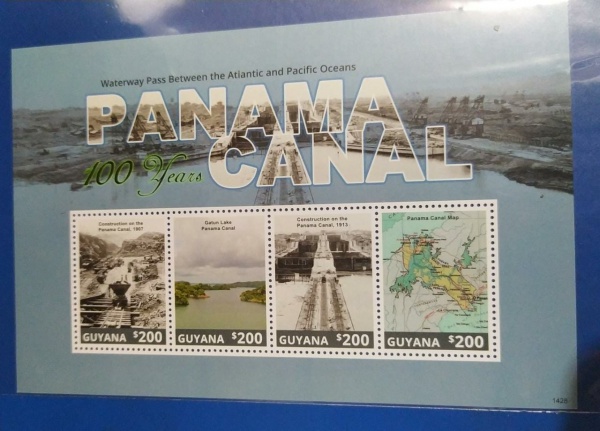 Waterway Pass Between the Atlantic and Pacific Oceans
PANAMA
CANAL
100 Years
Construction on the
Panama Canal, 1907
Gatun Lake
Panama Canal
Construction on the
Panama Canal, 1913
Panama Canal Map
GUYANA $200
GUYANA $200
GUYANA $200
GUYANA $200
1428